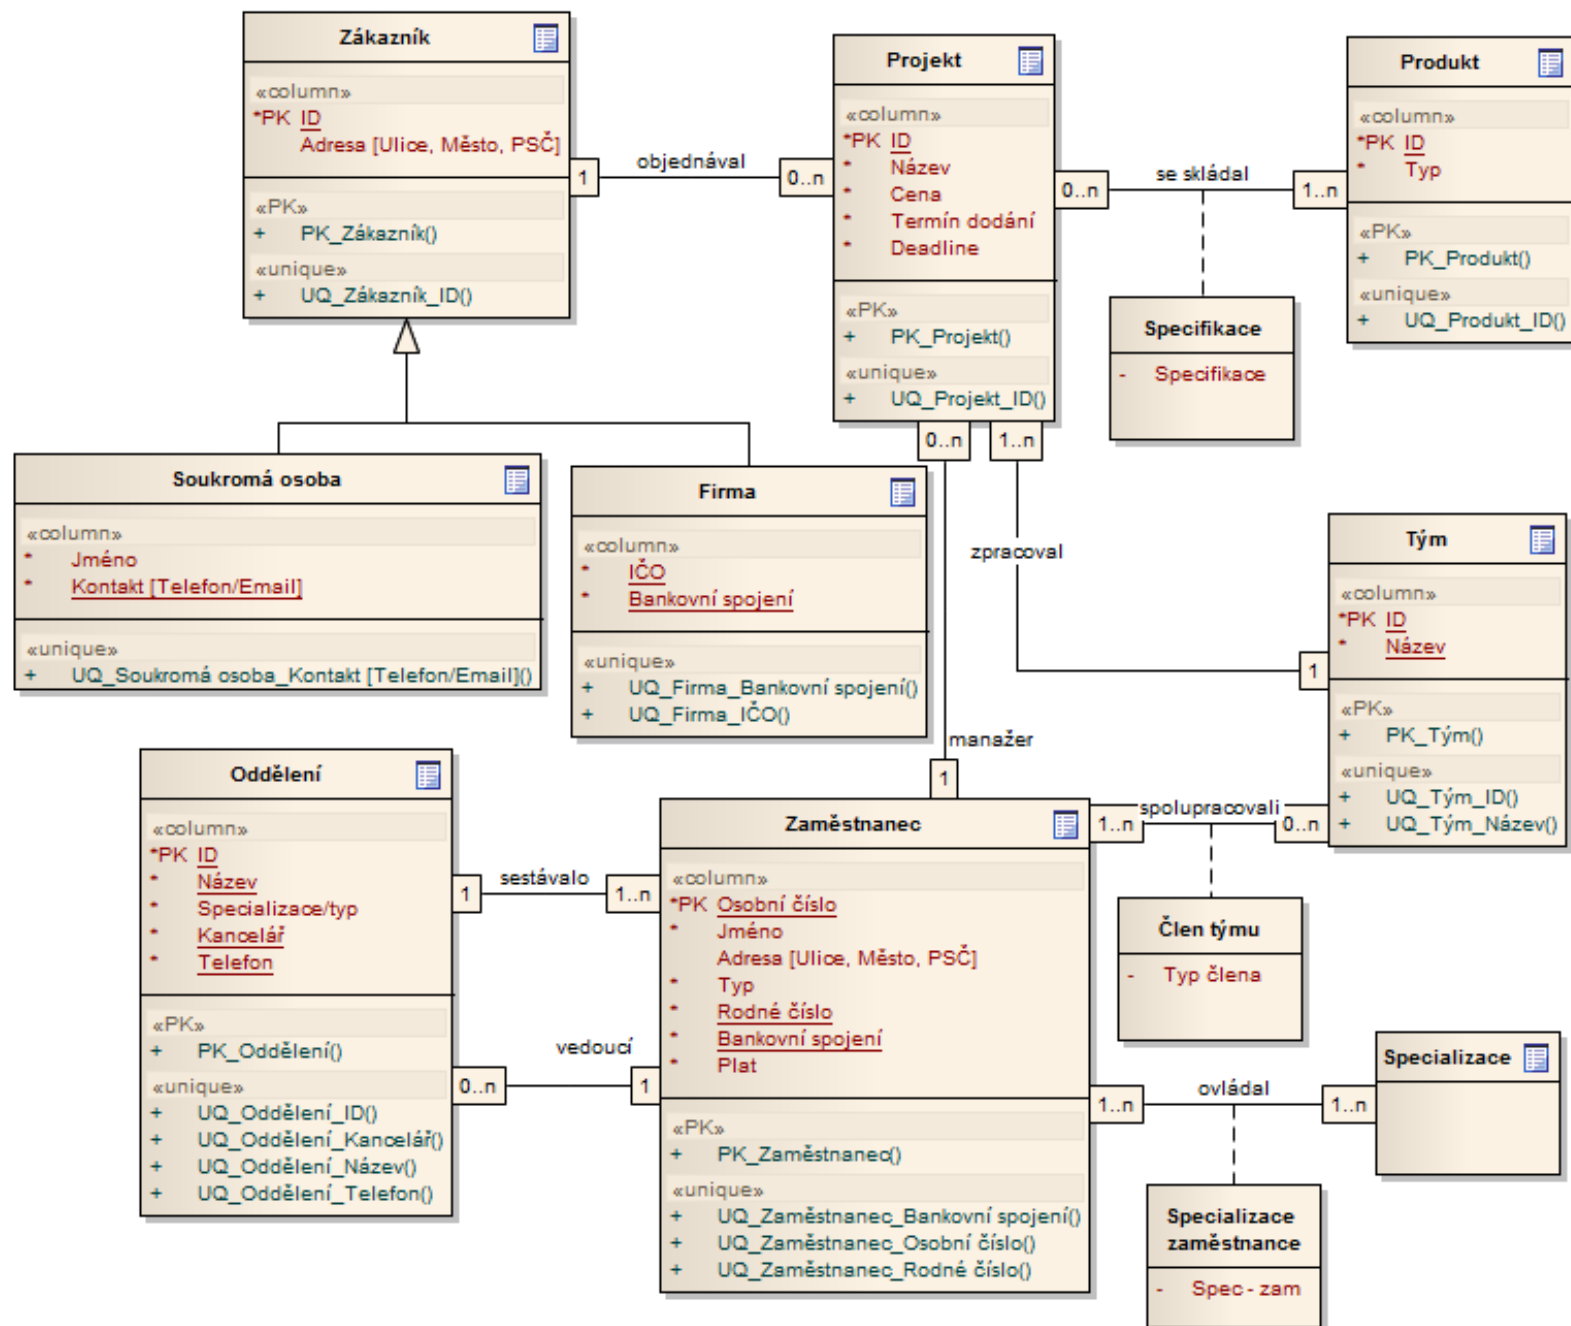 Zákazník
«column»
*PK ID
Adresa [Ulice, Město, PSČ]
«PK»
+ PK_Zákazník()
«unique»
+ UQ_Zákazník_ID()
1
objednával
0..n
Projekt
«column»
*PK ID
* Název
* Cena
* Termín dodání
* Deadline
«PK»
+ PK_Projekt()
«unique»
+ UQ_Projekt_ID()
0..n
se skládal
1..n
Produkt
«column»
*PK ID
* Typ
«PK»
+ PK_Produkt()
«unique»
+ UQ_Produkt_ID()
Specifikace
- Specifikace
0..n
1..n
Soukromá osoba
«column»
* Jméno
* Kontakt [Telefon/Email]
«unique»
+ UQ_Soukromá osoba_Kontakt [Telefon/Email]()
Firma
«column»
* IČO
* Bankovní spojení
«unique»
+ UQ_Firma_Bankovní spojení()
+ UQ_Firma_IČO()
zpracoval
1
Tým
«column»
*PK ID
* Název
«PK»
+ PK_Tým()
«unique»
+ UQ_Tým_ID()
+ UQ_Tým_Název()
manažer
1
Oddělení
«column»
*PK ID
* Název
* Specializace/typ
* Kancelář
* Telefon
«PK»
+ PK_Oddělení()
«unique»
+ UQ_Oddělení_ID()
+ UQ_Oddělení_Kancelář()
+ UQ_Oddělení_Název()
+ UQ_Oddělení_Telefon()
1
sestávalo
1..n
0..n
vedoucí
1
Zaměstnanec
«column»
*PK Osobní číslo
* Jméno
Adresa [Ulice, Město, PSČ]
* Typ
* Rodné číslo
* Bankovní spojení
* Plat
«PK»
+ PK_Zaměstnanec()
«unique»
+ UQ_Zaměstnanec_Bankovní spojení()
+ UQ_Zaměstnanec_Osobní číslo()
+ UQ_Zaměstnanec_Rodné číslo()
1..n
spolupracovali
0..n
Člen týmu
- Typ člena
1..n
ovládal
1..n
Specializace
Specializace
zaměstnance
- Spec - zam